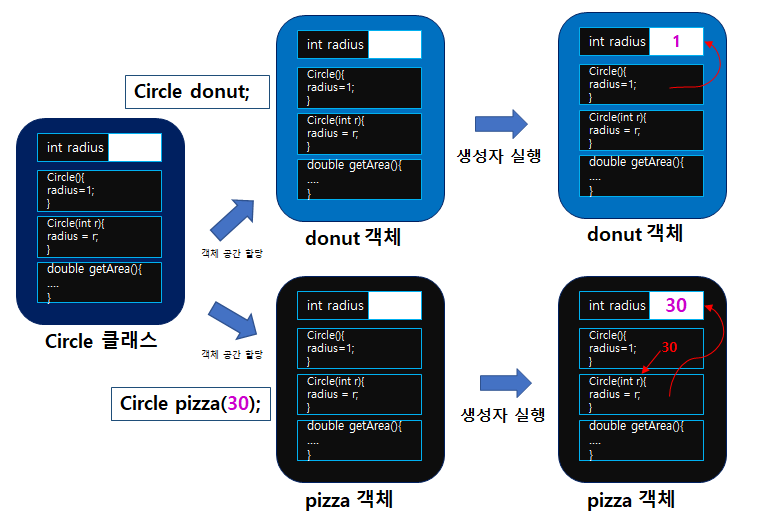 Circle donut;
int radius
Circle(){
radius=1;
}
Circle(int r){
radius = r;
}
double getArea(){
....
}
donut 객체
생성자 실행
int radius 1
Circle(){
radius=1;
}
Circle(int r){
radius = r;
}
double getArea(){
....
}
donut 객체
int radius
Circle(){
radius=1;
}
Circle(int r){
radius = r;
}
double getArea(){
....
}
Circle 클래스
객체 공간 할당
객체 공간 할당
Circle pizza(30);
int radius
Circle(){
radius=1;
}
Circle(int r){
radius = r;
}
double getArea(){
....
}
pizza 객체
생성자 실행
int radius 30
Circle(){
radius=1;
}
30
Circle(int r){
radius = r;
}
double getArea(){
....
}
pizza 객체